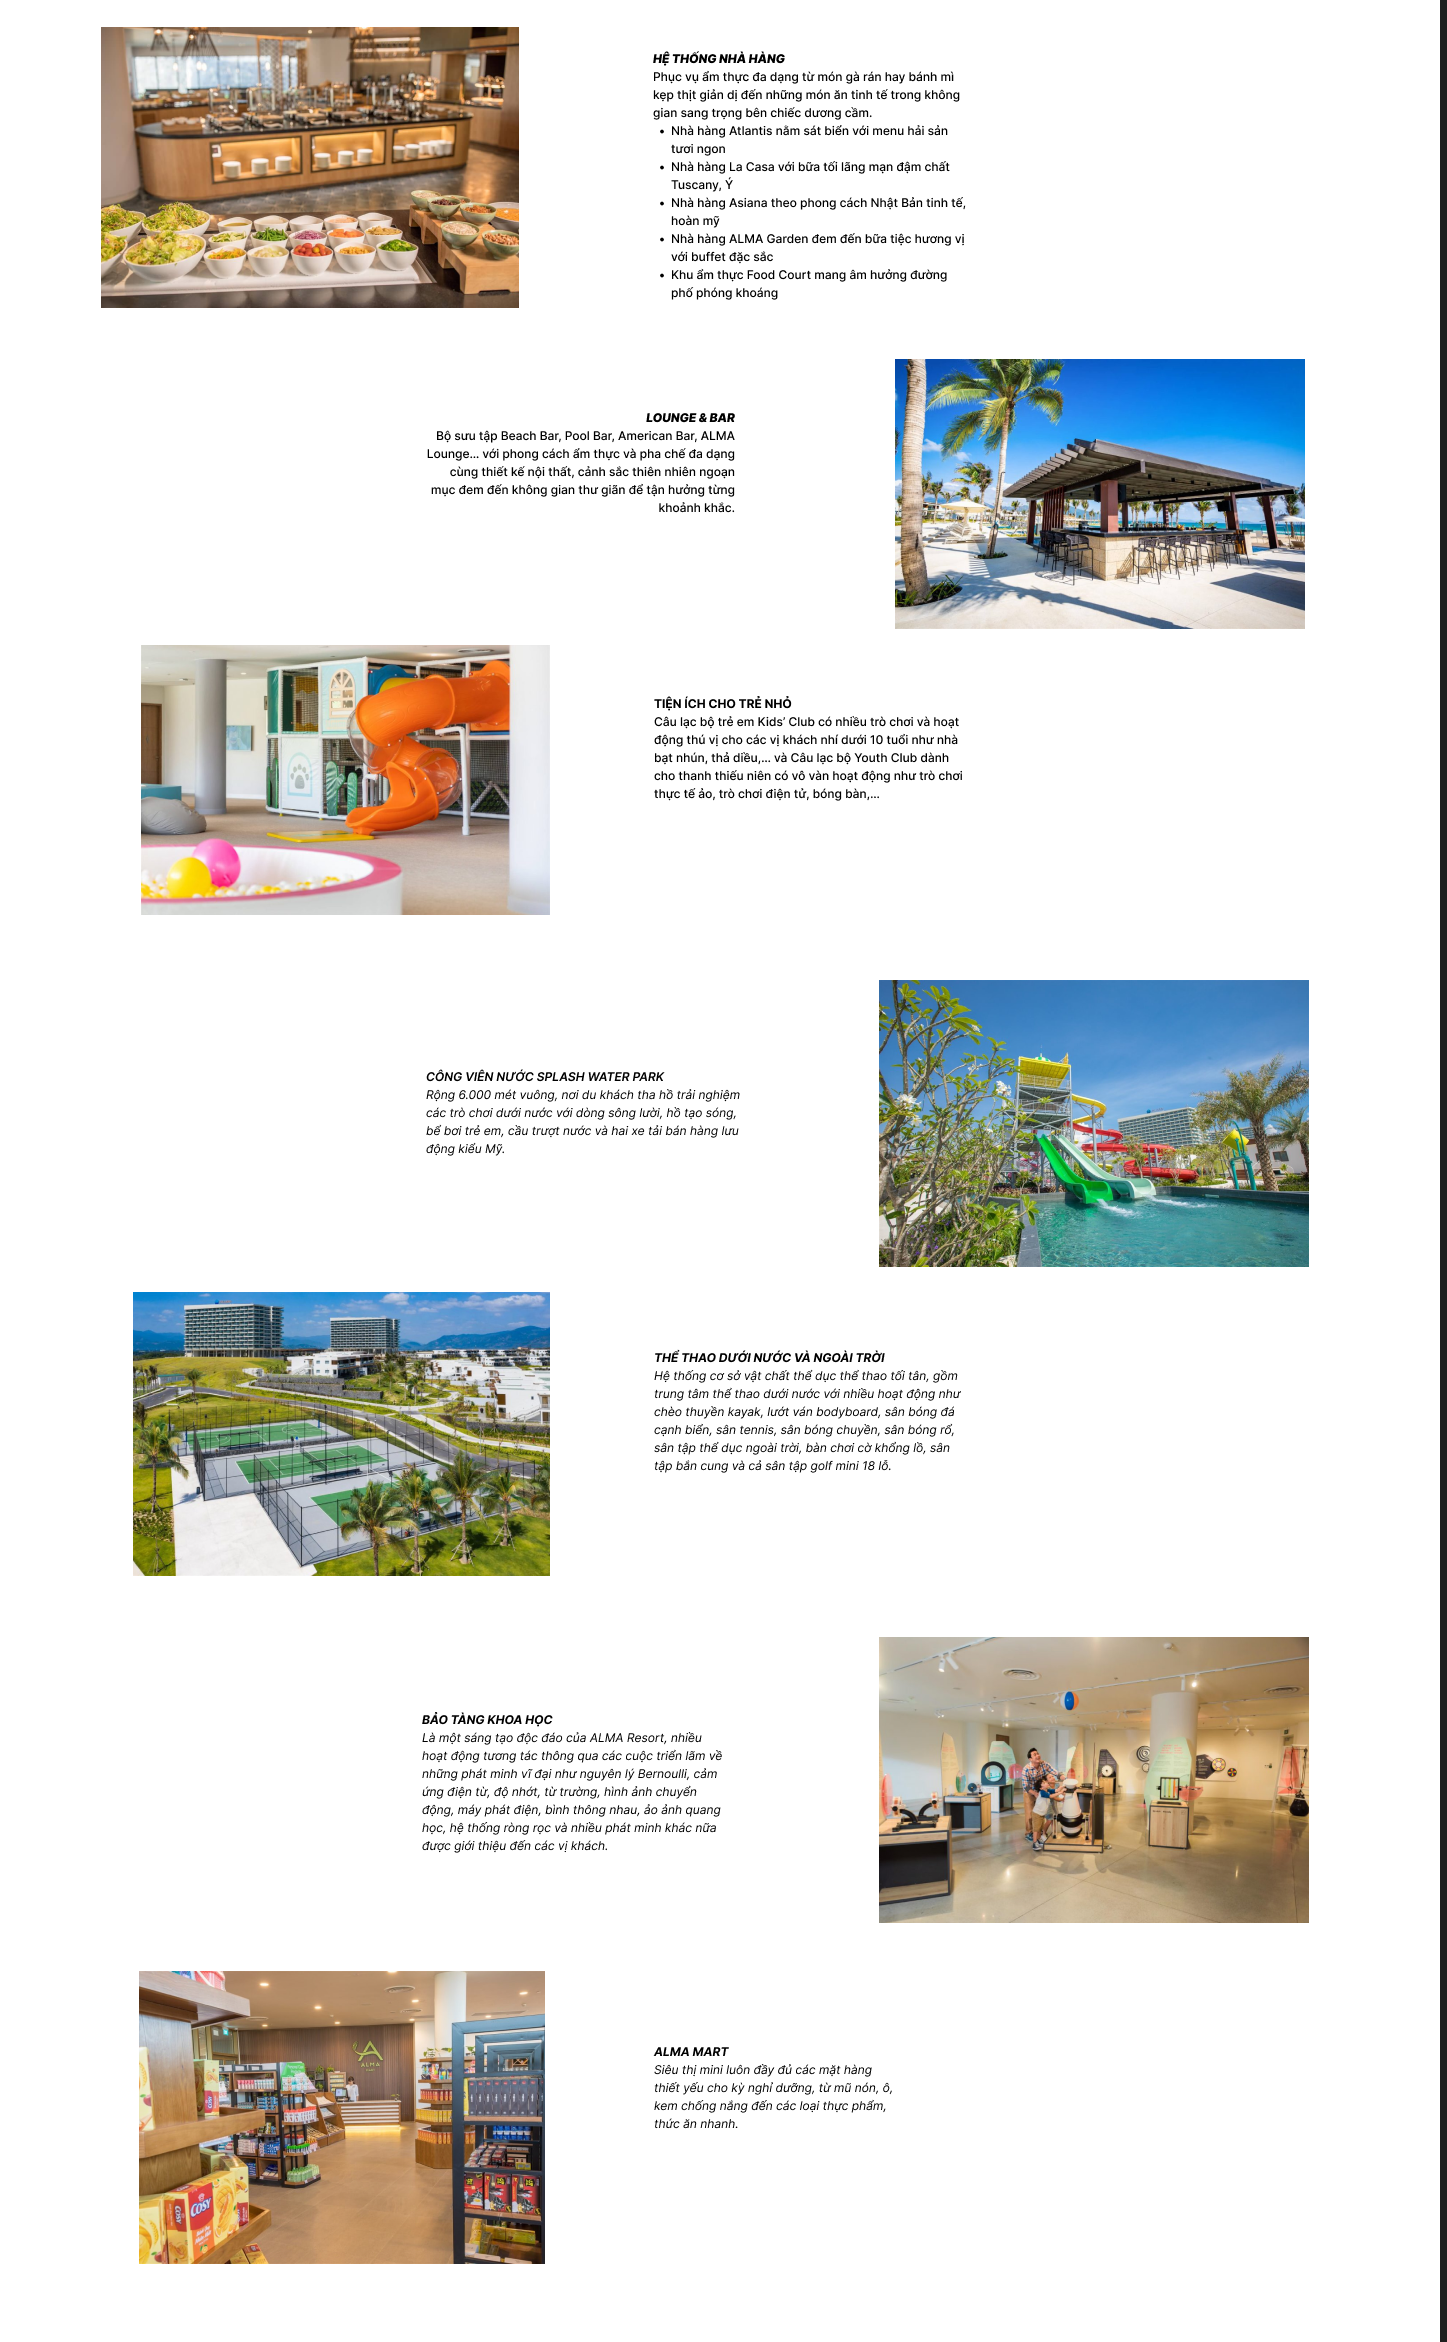 HỆ THỐNG NHÀ HÀNG
Phục vụ ẩm thực đa dạng từ món gà rán hay bánh mì
kẹp thịt giản dị đến những món ăn tinh tế trong không
gian sang trọng bên chiếc dương cầm.
• Nhà hàng Atlantis nằm sát biển với menu hải sản
tươi ngon
• Nhà hàng La Casa với bữa tối lãng mạn đậm chất
Tuscany, Ý
• Nhà hàng Asiana theo phong cách Nhật Bản tinh tế,
hoàn mỹ
• Nhà hàng ALMA Garden đem đến bữa tiệc hương vị
với buffet đặc sắc
• Khu ẩm thực Food Court mang âm hưởng đường
phố phóng khoáng
LOUNGE & BAR
Bộ sưu tập Beach Bar, Pool Bar, American Bar, ALMA
Lounge... với phong cách ẩm thực và pha chế đa dạng
cùng thiết kế nội thất, cảnh sắc thiên nhiên ngoạn
mục đem đến không gian thư giãn để tận hưởng từng
khoảnh khắc.
TIỆN ÍCH CHO TRẺ NHỎ
Câu lạc bộ trẻ em Kids’ Club có nhiều trò chơi và hoạt
động thú vị cho các vị khách nhí dưới 10 tuổi như nhà
bạt nhún, thả diều,... và Câu lạc bộ Youth Club dành
cho thanh thiếu niên có vô vàn hoạt động như trò chơi
thực tế ảo, trò chơi điện tử, bóng bàn,...
CÔNG VIÊN NƯỚC SPLASH WATER PARK
Rộng 6.000 mét vuông, nơi du khách tha hồ trải nghiệm
các trò chơi dưới nước với dòng sông lười, hồ tạo sóng,
bể bơi trẻ em, cầu trượt nước và hai xe tải bán hàng lưu
động kiểu Mỹ.
THỂ THAO DƯỚI NƯỚC VÀ NGOÀI TRỜI
Hệ thống cơ sở vật chất thể dục thể thao tối tân, gồm
trung tâm thể thao dưới nước với nhiều hoạt động như
chèo thuyền kayak, lướt ván bodyboard, sân bóng đá
cạnh biển, sân tennis, sân bóng chuyền, sân bóng rổ,
sân tập thể dục ngoài trời, bàn chơi cờ khổng lồ, sân
tập bắn cung và cả sân tập golf mini 18 lỗ.
BẢO TÀNG KHOA HỌC
Là một sáng tạo độc đáo của ALMA Resort, nhiều
hoạt động tương tác thông qua các cuộc triển lãm về
những phát minh vĩ đại như nguyên lý Bernoulli, cảm
ứng điện từ, độ nhớt, từ trường, hình ảnh chuyển
động, máy phát điện, bình thông nhau, ảo ảnh quang
học, hệ thống ròng rọc và nhiều phát minh khác nữa
được giới thiệu đến các vị khách.
ALMA
COSY
COSY
ALMA MART
Siêu thị mini luôn đầy đủ các mặt hàng
thiết yếu cho kỳ nghỉ dưỡng, từ mũ nón, ô,
kem chống nắng đến các loại thực phẩm,
thức ăn nhanh.